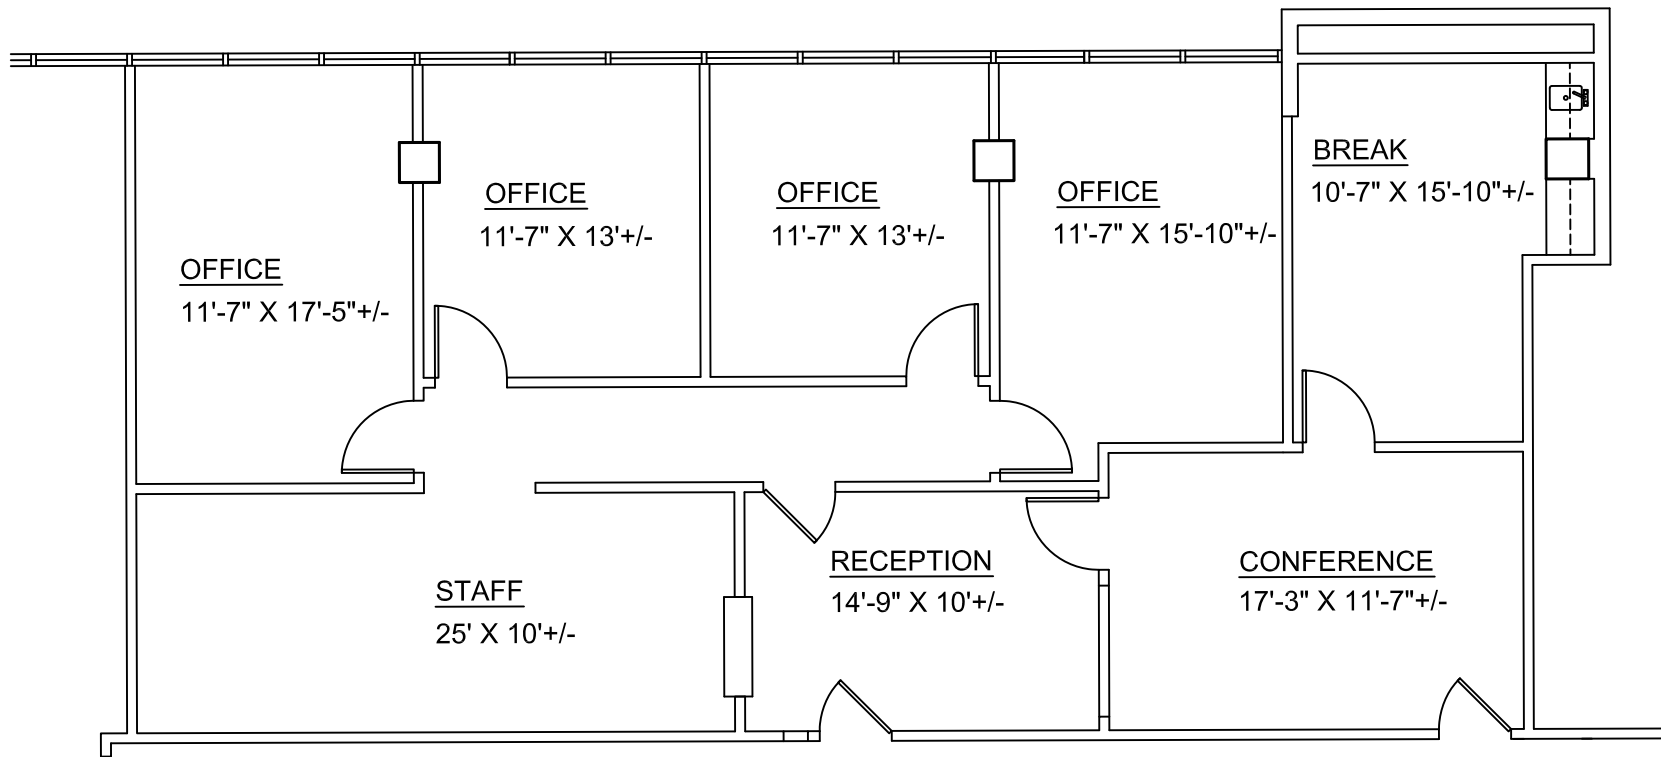 BREAK
10'-7" X 15'-10"+/-
OFFICE
11'-7" X 13'+/-
OFFICE
11'-7" X 13'+/-
OFFICE
11'-7" X 15'-10"+/-
OFFICE
11'-7" X 17'-5"+/-
RECEPTION
14'-9" X 10'+/-
CONFERENCE
17'-3" X 11'-7"+/-
STAFF
25' X 10'+/-